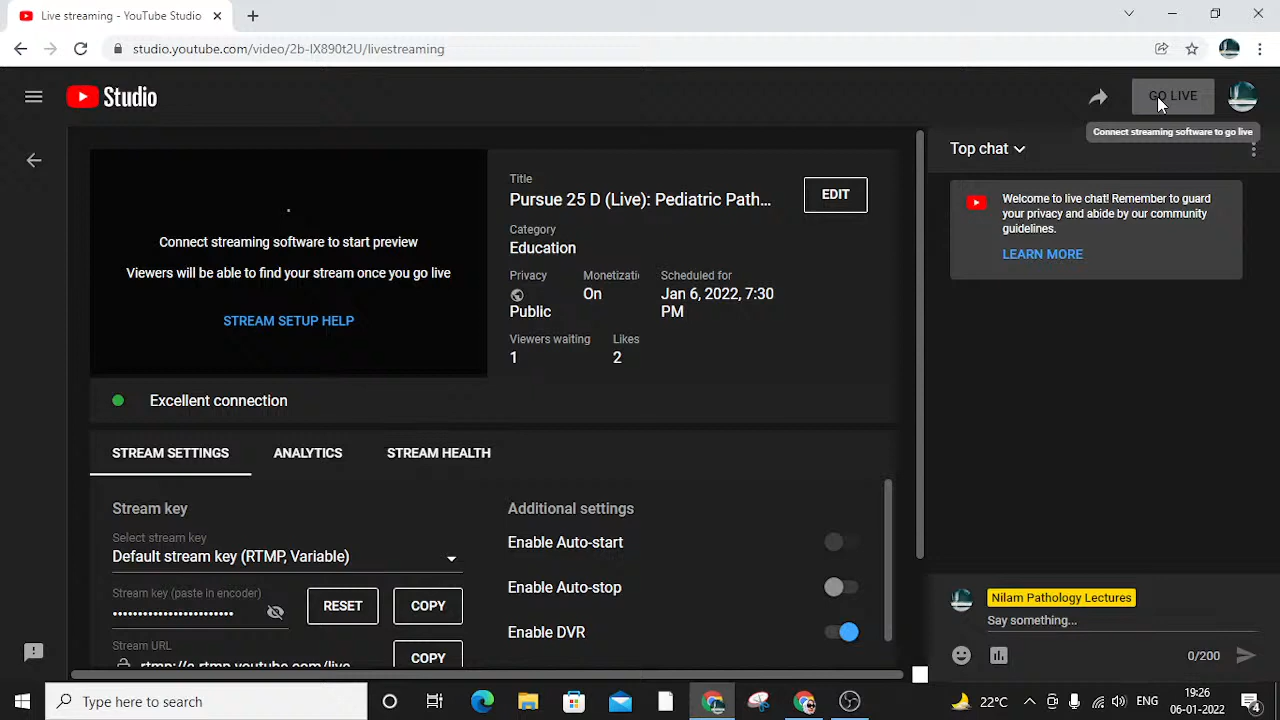 Live streaming - YouTube Studio
studio.youtube.com/video/2b-IX890t2U/livestreaming
Studio
GO LIVE
Connect streaming software to go live
Connect streaming software to start preview
Viewers will be able to find your stream once you go live
STREAM SETUP HELP
Excellent connection
Title
Pursue 25 D (Live): Pediatric Path...
EDIT
Category
Education
Privacy
Public
Monetizati
On
Scheduled for
Jan 6, 2022, 7:30
PM
Viewers waiting
1
Likes
2
STREAM SETTINGS
ANALYTICS
STREAM HEALTH
Stream key
Select stream key
Default stream key (RTMP, Variable)
Stream key (paste in encoder)
•••••••••••••••••••••••
RESET
COPY
Stream URL
rtmp://a.rtmp.youtube.com/live
COPY
Additional settings
Enable Auto-start
Enable Auto-stop
Enable DVR
Top chat
Welcome to live chat! Remember to guard
your privacy and abide by our community
guidelines.
LEARN MORE
Nilam Pathology Lectures
Say something...
0/200
Type here to search
22°C
ENG
19:26
06-01-2022
4